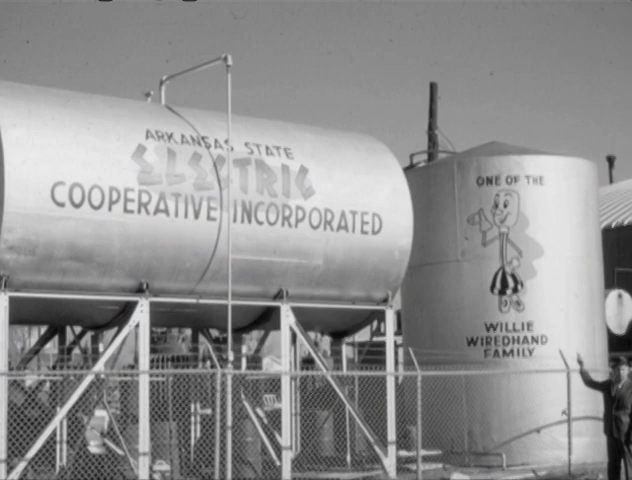 ARKANSAS STATE
ELECTRIC
COOPERATIVE INCORPORATED
ONE OF THE
WILLIE
WIREDHAND
FAMILY